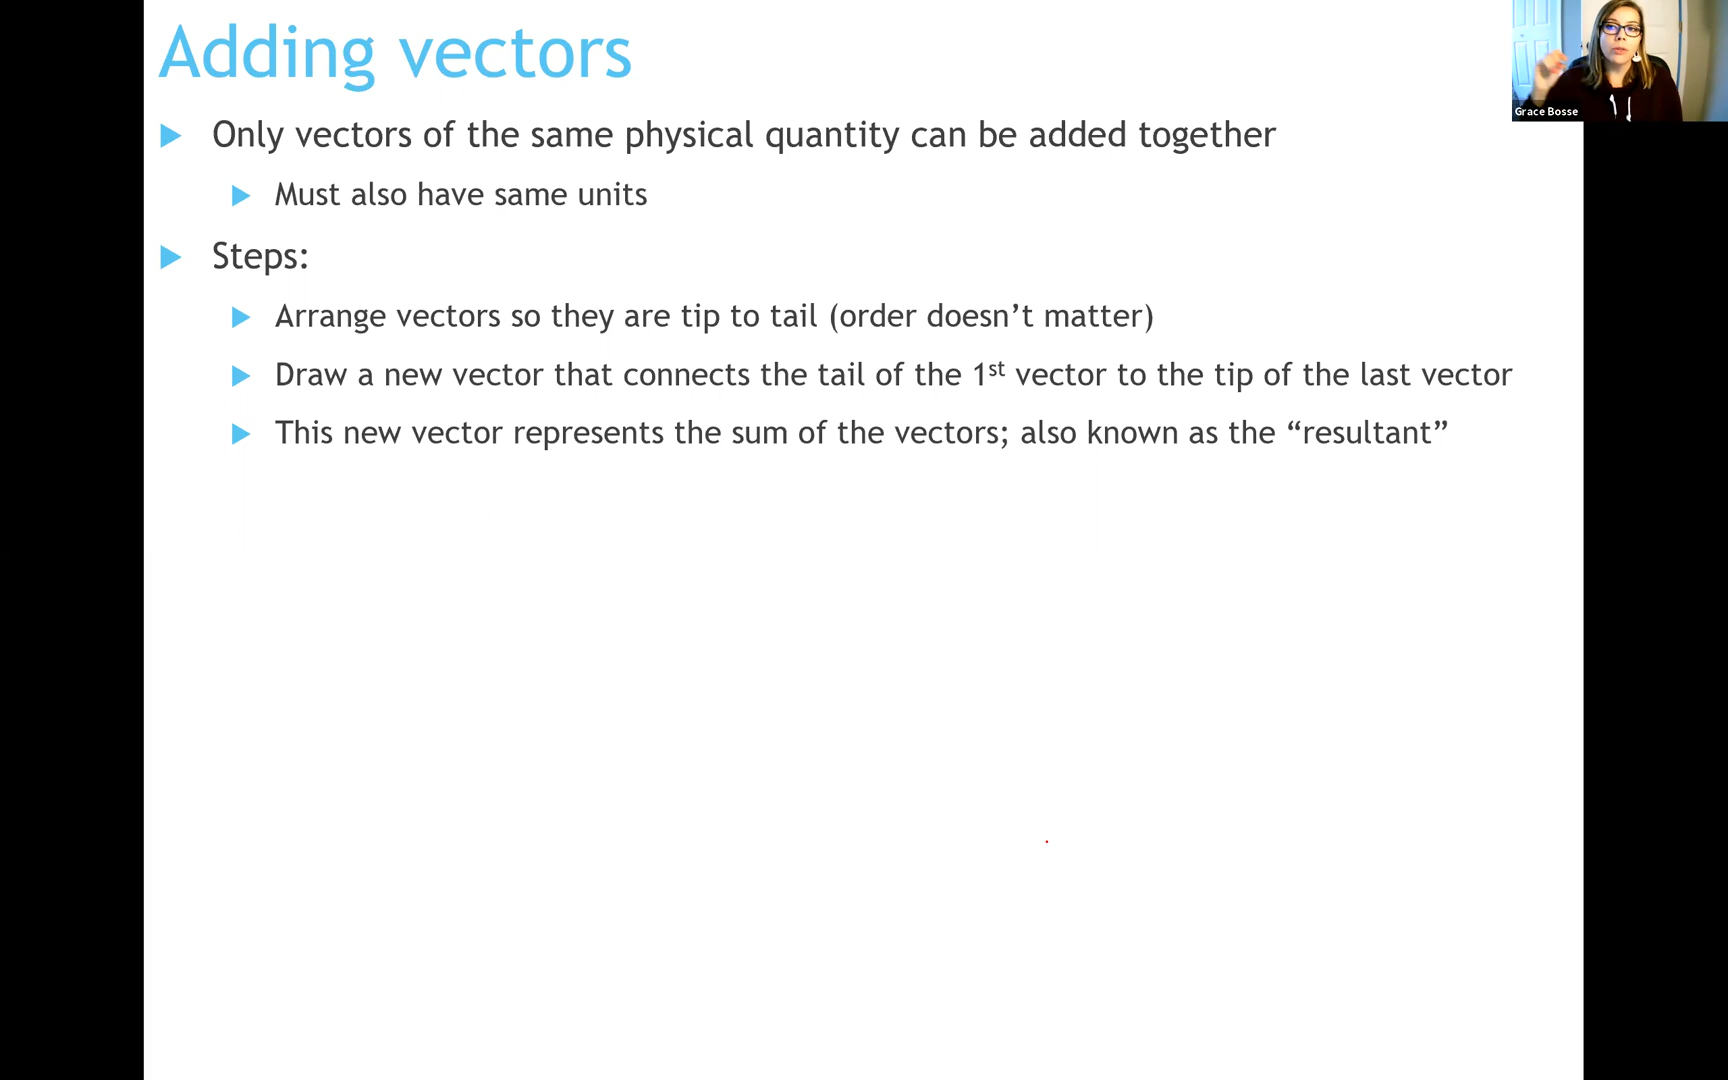 Adding vectors
Grace Bosse
Only vectors of the same physical quantity can be added together
Must also have same units
Steps:
Arrange vectors so they are tip to tail (order doesn’t matter)
Draw a new vector that connects the tail of the 1st vector to the tip of the last vector
This new vector represents the sum of the vectors; also known as the “resultant”